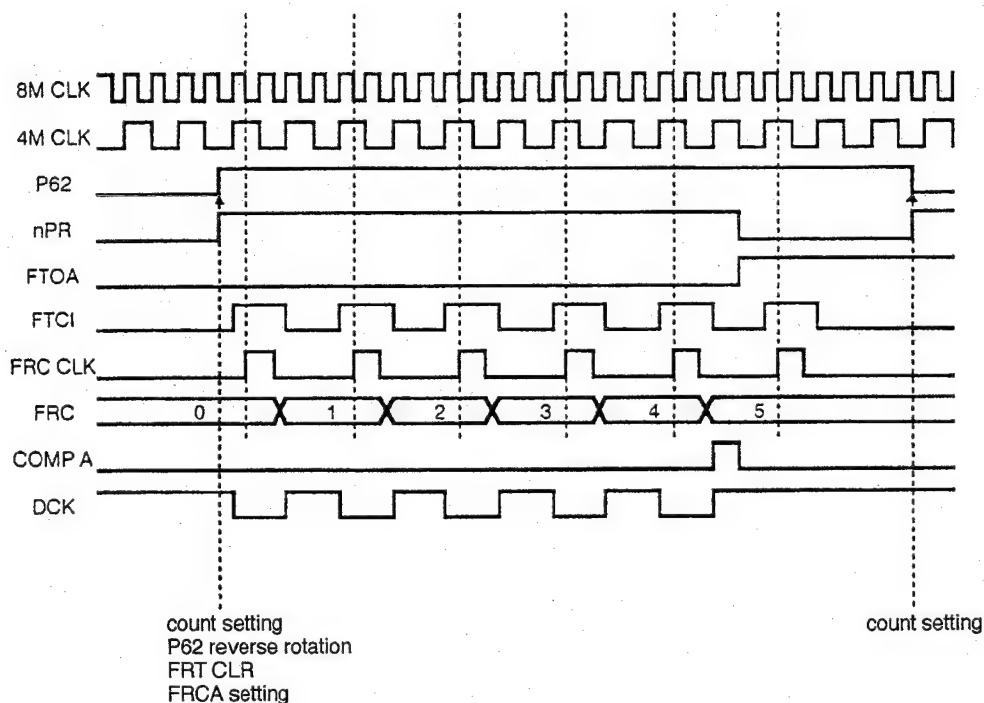 8M CLK
4M CLK
P62
nPR
FTOA
FTCI
FRC CLK
FRC 0 1 2 3 4 5
COMP A
DCK
count setting
P62 reverse rotation
FRT CLR
FRCA setting
count setting